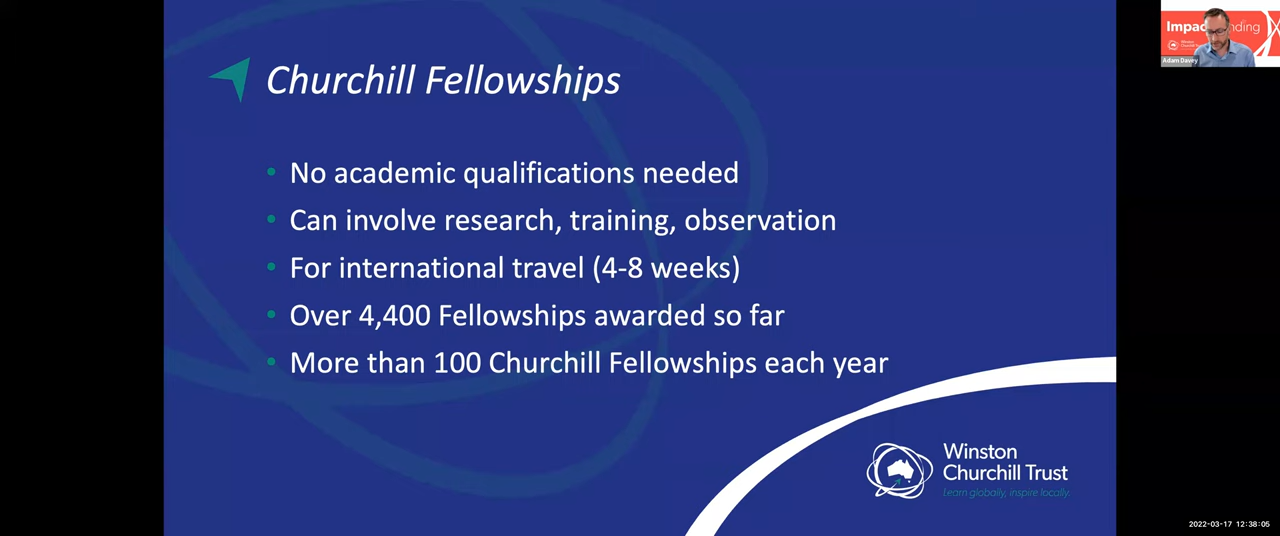 Churchill Fellowships
• No academic qualifications needed
• Can involve research, training, observation
• For international travel (4-8 weeks)
• Over 4,400 Fellowships awarded so far
• More than 100 Churchill Fellowships each year
Winston
Churchill Trust
Learn globally, inspire locally.
Adam Davey
2022-03-17 12:38:05